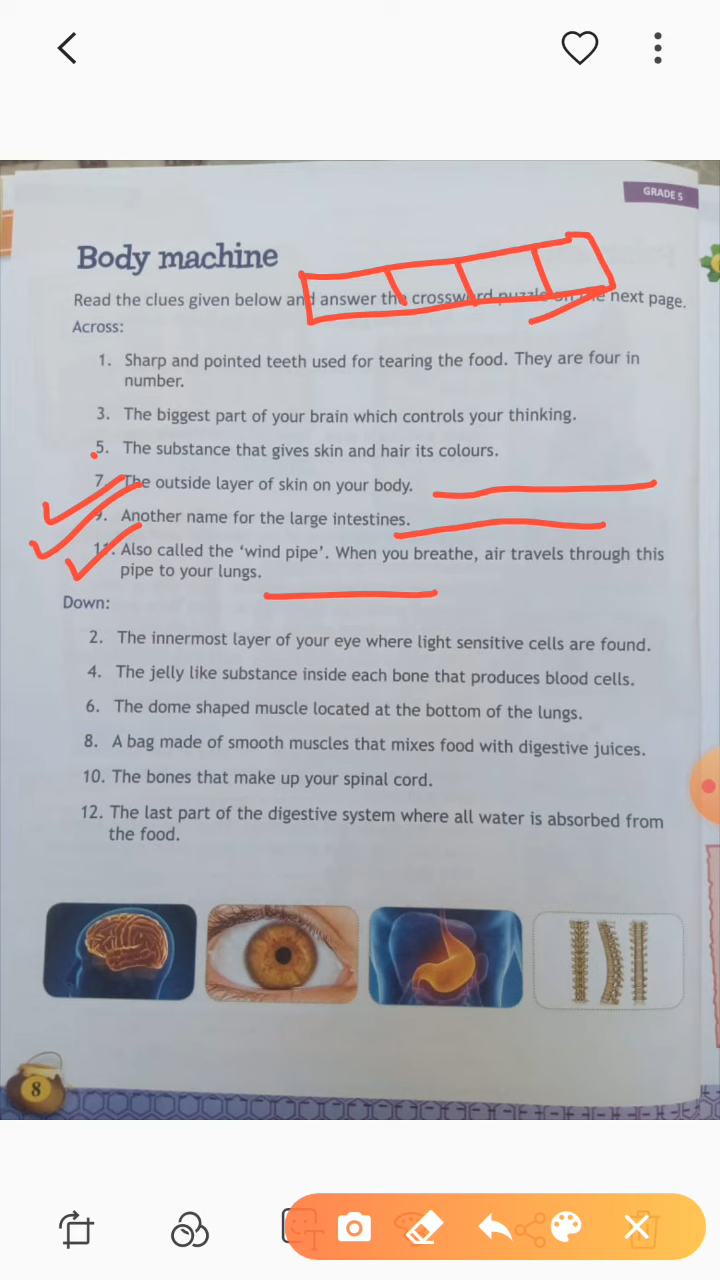 GRADE 5
Body machine
Read the clues given below and answer the crossword puzzle on the next page.
Across:
1. Sharp and pointed teeth used for tearing the food. They are four in
number.
3. The biggest part of your brain which controls your thinking.
5. The substance that gives skin and hair its colours.
7. The outside layer of skin on your body.
9. Another name for the large intestines.
11. Also called the ‘wind pipe’. When you breathe, air travels through this
pipe to your lungs.
Down:
2. The innermost layer of your eye where light sensitive cells are found.
4. The jelly like substance inside each bone that produces blood cells.
6. The dome shaped muscle located at the bottom of the lungs.
8. A bag made of smooth muscles that mixes food with digestive juices.
10. The bones that make up your spinal cord.
12. The last part of the digestive system where all water is absorbed from
the food.
8
T